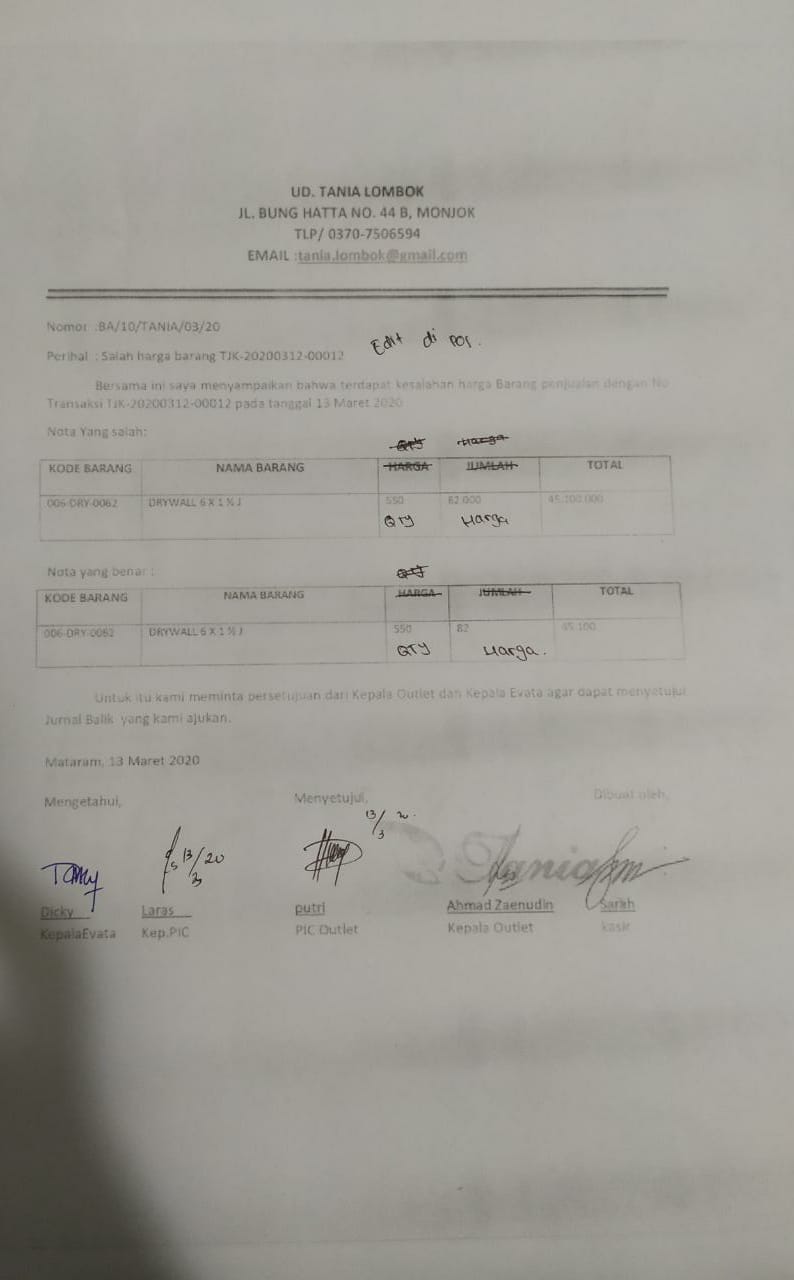 UD. TANIA LOMBOK
JL. BUNG HATTA NO. 44 B, MONJOK
TLP/ 0370-7506594
EMAIL :tania.lombok@gmail.com
Nomor :BA/10/TANIA/03/20
Edit di pos.
Perihal : Salah harga barang TJK-20200312-00012
Bersama ini saya menyampaikan bahwa terdapat kesalahan harga Barang penjualan dengan No
Transaksi TJK-20200312-00012 pada tanggal 13 Maret 2020
Nota Yang salah:
QTY Harga
KODE BARANG NAMA BARANG HARGA JUMLAH TOTAL
006-DRY-0062 DRYWALL 6 X 1 ½ J 550 82.000 45.100.000
QTY Harga
Nota yang benar :
QTY
KODE BARANG NAMA BARANG HARGA JUMLAH TOTAL
006-DRY-0062 DRYWALL 6 X 1 ½ J 550 82 45.100
QTY Harga.
Untuk itu kami meminta persetujuan dari Kepala Outlet dan Kepala Evata agar dapat menyetujui
Jurnal Balik yang kami ajukan.
Mataram, 13 Maret 2020
Mengetahui, Menyetujui, Dibuat oleh,
13/3 20.
13/3/20
Tania
Dicky Laras putri Ahmad Zaenudin Sarah
KepalaEvata Kep.PIC PIC Outlet Kepala Outlet kasir